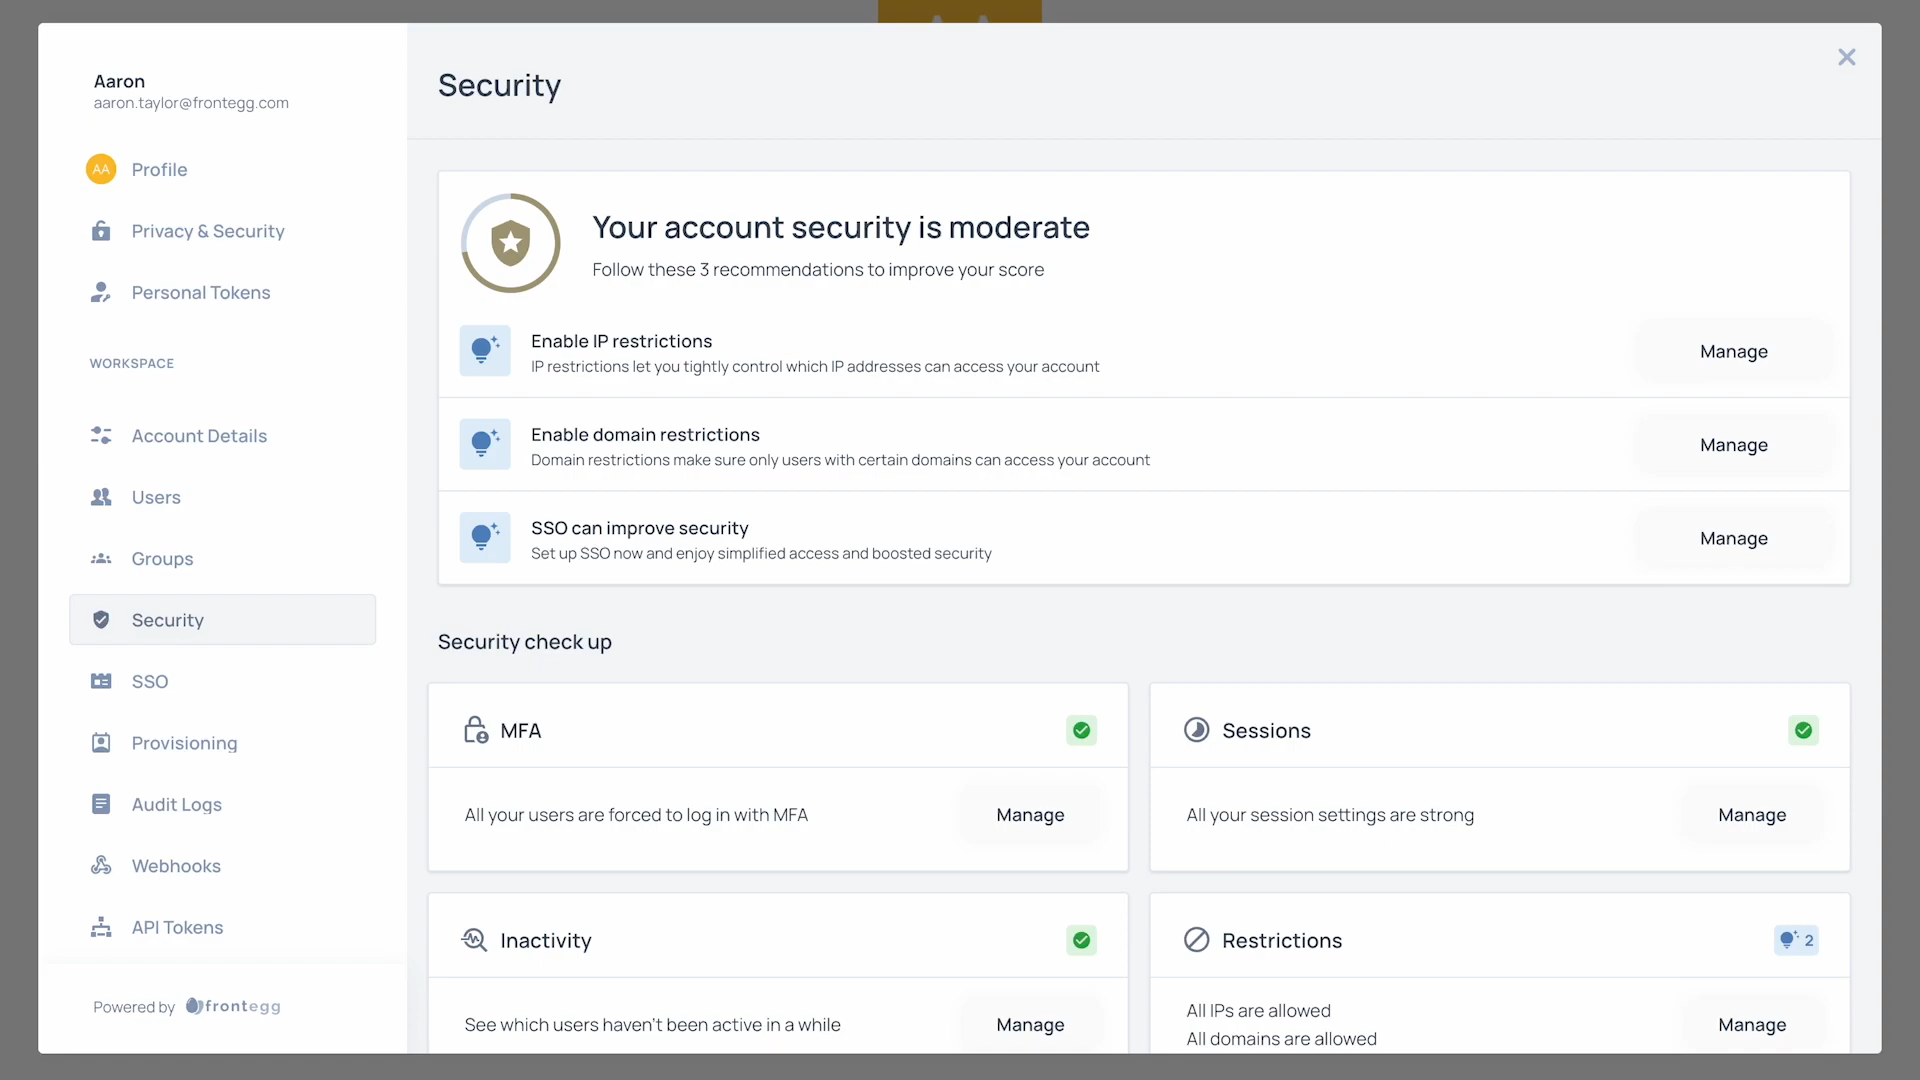 Aaron
aaron.taylor@frontegg.com
AA Profile
Privacy & Security
Personal Tokens
WORKSPACE
Account Details
Users
Groups
Security
SSO
Provisioning
Audit Logs
Webhooks
API Tokens
Powered by frontegg
Security
Your account security is moderate
Follow these 3 recommendations to improve your score
Enable IP restrictions
IP restrictions let you tightly control which IP addresses can access your account
Manage
Enable domain restrictions
Domain restrictions make sure only users with certain domains can access your account
Manage
SSO can improve security
Set up SSO now and enjoy simplified access and boosted security
Manage
Security check up
MFA
All your users are forced to log in with MFA
Manage
Sessions
All your session settings are strong
Manage
Inactivity
See which users haven't been active in a while
Manage
Restrictions
2
All IPs are allowed
All domains are allowed
Manage